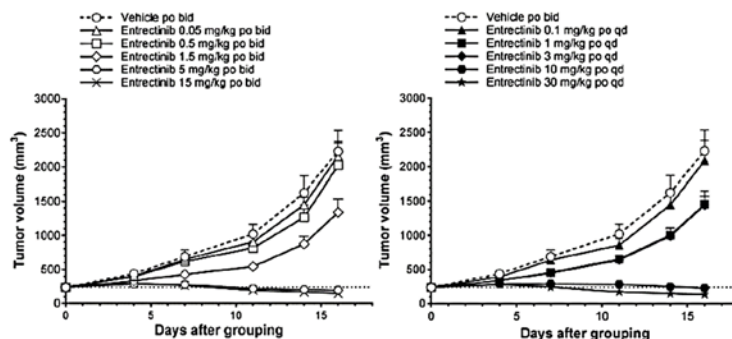 Vehicle po bid
Entrectinib 0.05 mg/kg po bid
Entrectinib 0.5 mg/kg po bid
Entrectinib 1.5 mg/kg po bid
Entrectinib 5 mg/kg po bid
Entrectinib 15 mg/kg po bid
Tumor volume (mm³)
3000
2500
2000
1500
1000
500
0
0 5 10 15
Days after grouping
Vehicle po bid
Entrectinib 0.1 mg/kg po qd
Entrectinib 1 mg/kg po qd
Entrectinib 3 mg/kg po qd
Entrectinib 10 mg/kg po qd
Entrectinib 30 mg/kg po qd
Tumor volume (mm³)
3000
2500
2000
1500
1000
500
0
0 5 10 15
Days after grouping